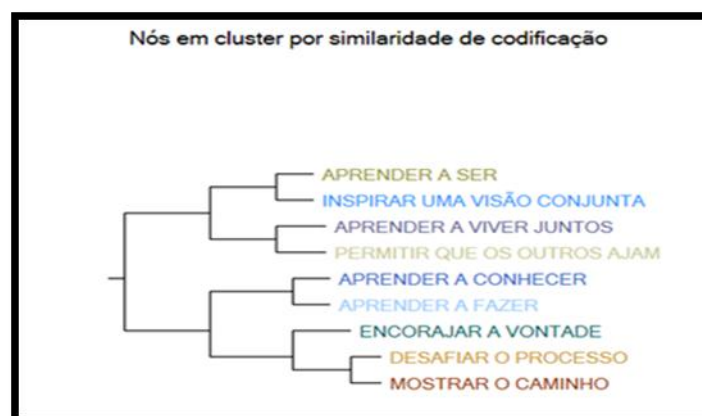 Nós em cluster por similaridade de codificação
APRENDER A SER
INSPIRAR UMA VISÃO CONJUNTA
APRENDER A VIVER JUNTOS
PERMITIR QUE OS OUTROS AJAM
APRENDER A CONHECER
APRENDER A FAZER
ENCORAJAR A VONTADE
DESAFIAR O PROCESSO
MOSTRAR O CAMINHO